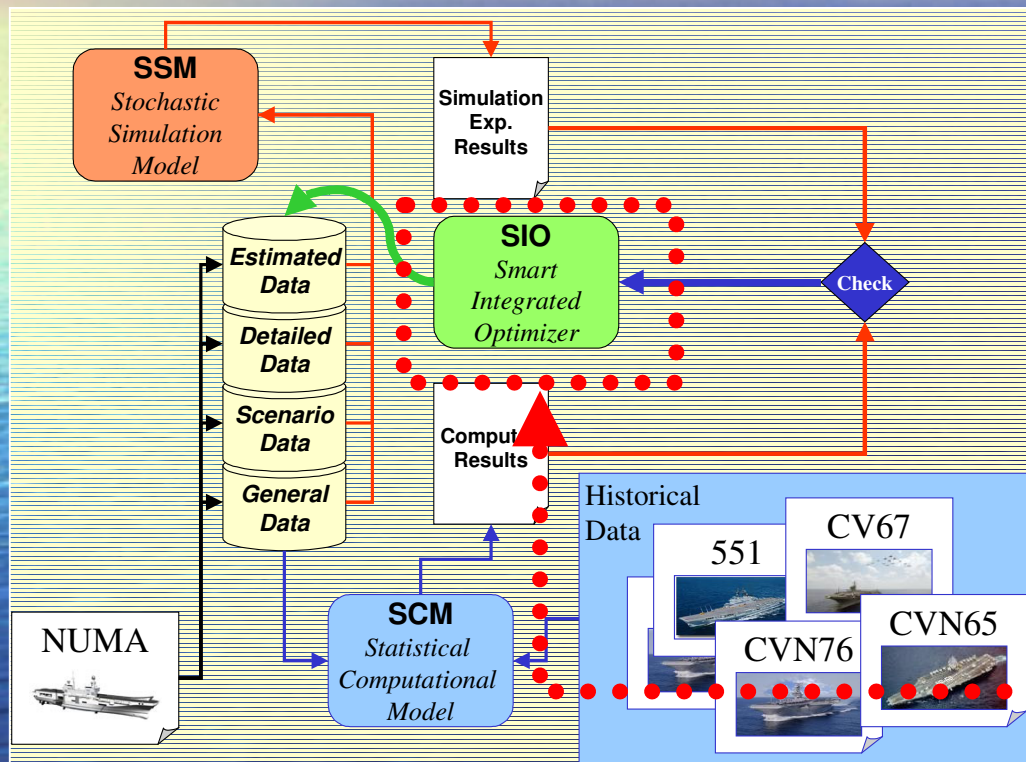 SSM
Stochastic
Simulation
Model
Simulation
Exp.
Results
Estimated
Data
Detailed
Data
Scenario
Data
General
Data
SIO
Smart
Integrated
Optimizer
Check
Results
Historical
Data
551
CV67
CVN76
CVN65
NUMA
SCM
Statistical
Computational
Model